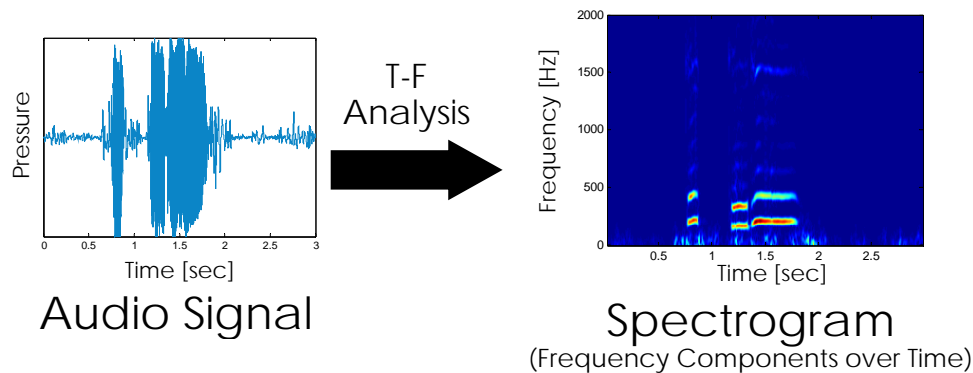 Pressure
0
0.5
1
1.5
2
2.5
3
Time [sec]
Audio Signal
T-F
Analysis
Frequency [Hz]
2000
1500
1000
500
0
0.5
1
1.5
2
2.5
Time [sec]
Spectrogram
(Frequency Components over Time)